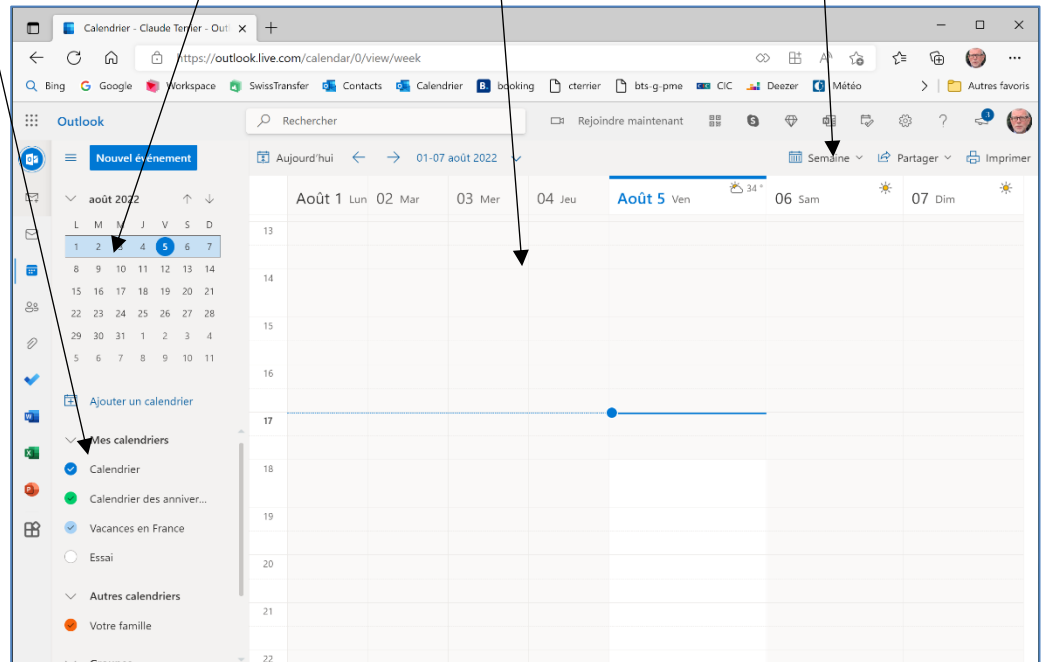 Calendrier - Claude Terrier - Out
https://outlook.live.com/calendar/0/view/week
Bing Google Workspace SwissTransfer Contacts Calendrier B. booking cterrier bts-g-pme CIC Deezer Météo Autres favoris
Outlook Rechercher Rejoindre maintenant ? 3
Nouvel événement Aujourd'hui 01-07 août 2022 Semaine Partager Imprimer
août 2022
L M M J V S D
1 2 3 4 5 6 7
8 9 10 11 12 13 14
15 16 17 18 19 20 21
22 23 24 25 26 27 28
29 30 31 1 2 3 4
5 6 7 8 9 10 11
Ajouter un calendrier
Mes calendriers
Calendrier
Calendrier des anniver...
Vacances en France
Essai
Autres calendriers
Votre famille
Août 1 Lun 02 Mar 03 Mer 04 Jeu Août 5 Ven 34° 06 Sam 07 Dim
13
14
15
16
17
18
19
20
21
22